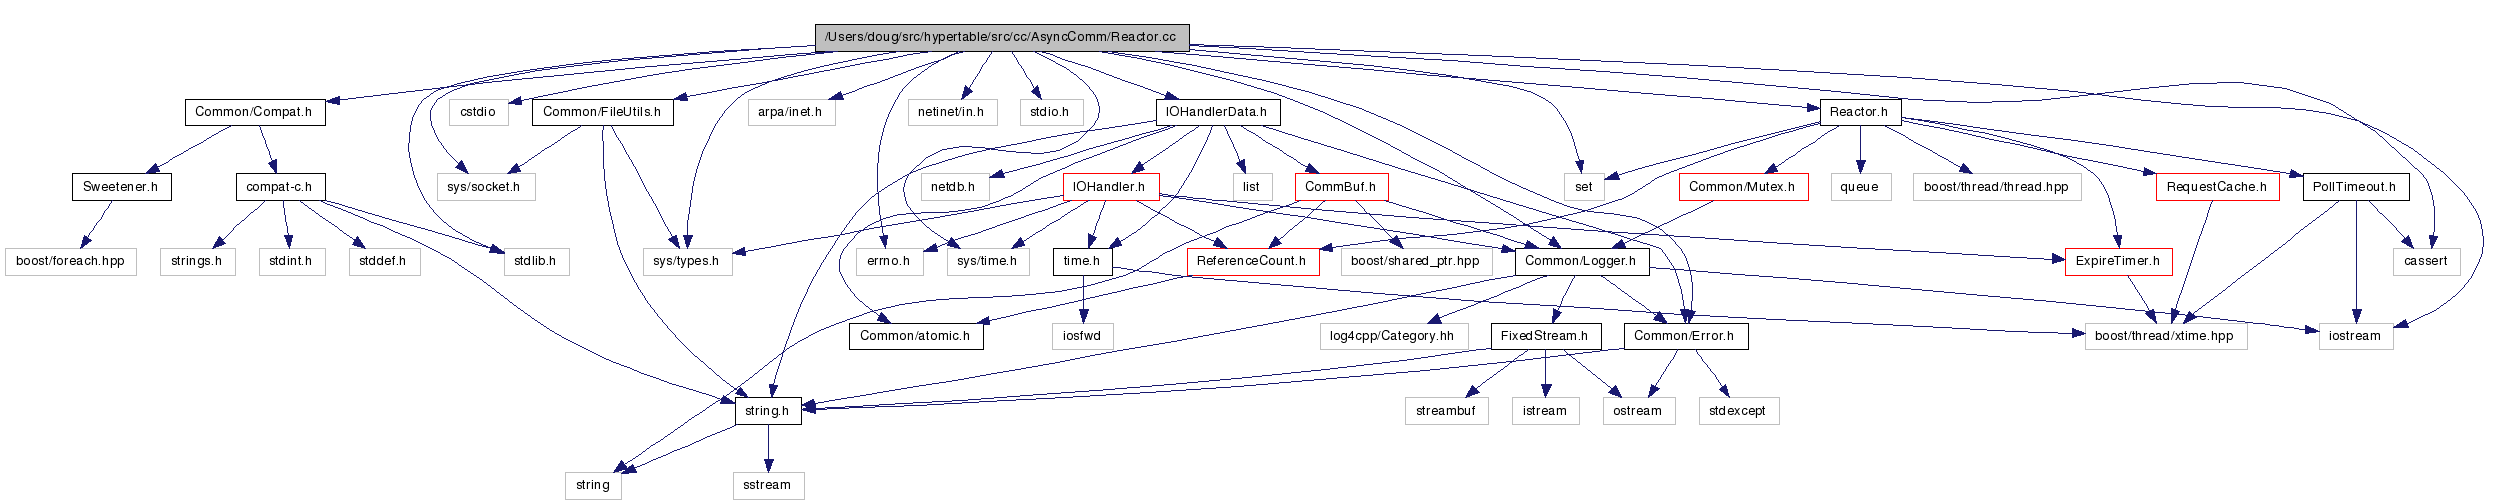 /Users/doug/src/hypertable/src/cc/AsyncComm/Reactor.cc
Common/Compat.h
cstdio
Common/FileUtils.h
arpa/inet.h
netinet/in.h
stdio.h
IOHandlerData.h
Reactor.h
Sweetener.h
compat-c.h
sys/socket.h
netdb.h
IOHandler.h
list
CommBuf.h
set
Common/Mutex.h
queue
boost/thread/thread.hpp
RequestCache.h
PollTimeout.h
boost/foreach.hpp
strings.h
stdint.h
stddef.h
stdlib.h
sys/types.h
errno.h
sys/time.h
time.h
ReferenceCount.h
boost/shared_ptr.hpp
Common/Logger.h
ExpireTimer.h
cassert
Common/atomic.h
iosfwd
log4cpp/Category.hh
FixedStream.h
Common/Error.h
boost/thread/xtime.hpp
iostream
string.h
streambuf
istream
ostream
stdexcept
string
sstream